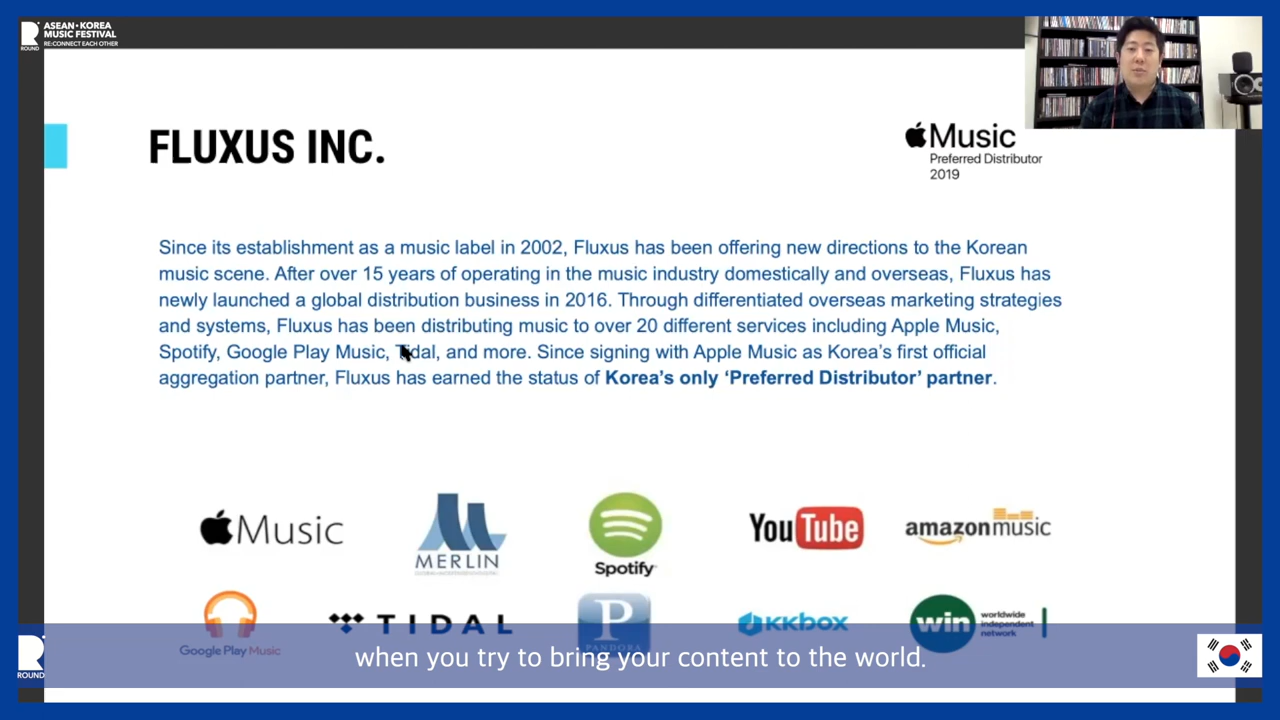 ASEAN•KOREA
MUSIC FESTIVAL
RE:CONNECT EACH OTHER
ROUND
FLUXUS INC.
Music
Preferred Distributor
2019
Since its establishment as a music label in 2002, Fluxus has been offering new directions to the Korean
music scene. After over 15 years of operating in the music industry domestically and overseas, Fluxus has
newly launched a global distribution business in 2016. Through differentiated overseas marketing strategies
and systems, Fluxus has been distributing music to over 20 different services including Apple Music,
Spotify, Google Play Music, Tidal, and more. Since signing with Apple Music as Korea's first official
aggregation partner, Fluxus has earned the status of Korea's only 'Preferred Distributor' partner.
Music
MERLIN
Spotify
YouTube
amazonmusic
Google Play Music
TIDAL
P
PANDORA
KKBOX
win
worldwide
independent
network
ROUND
when you try to bring your content to the world.